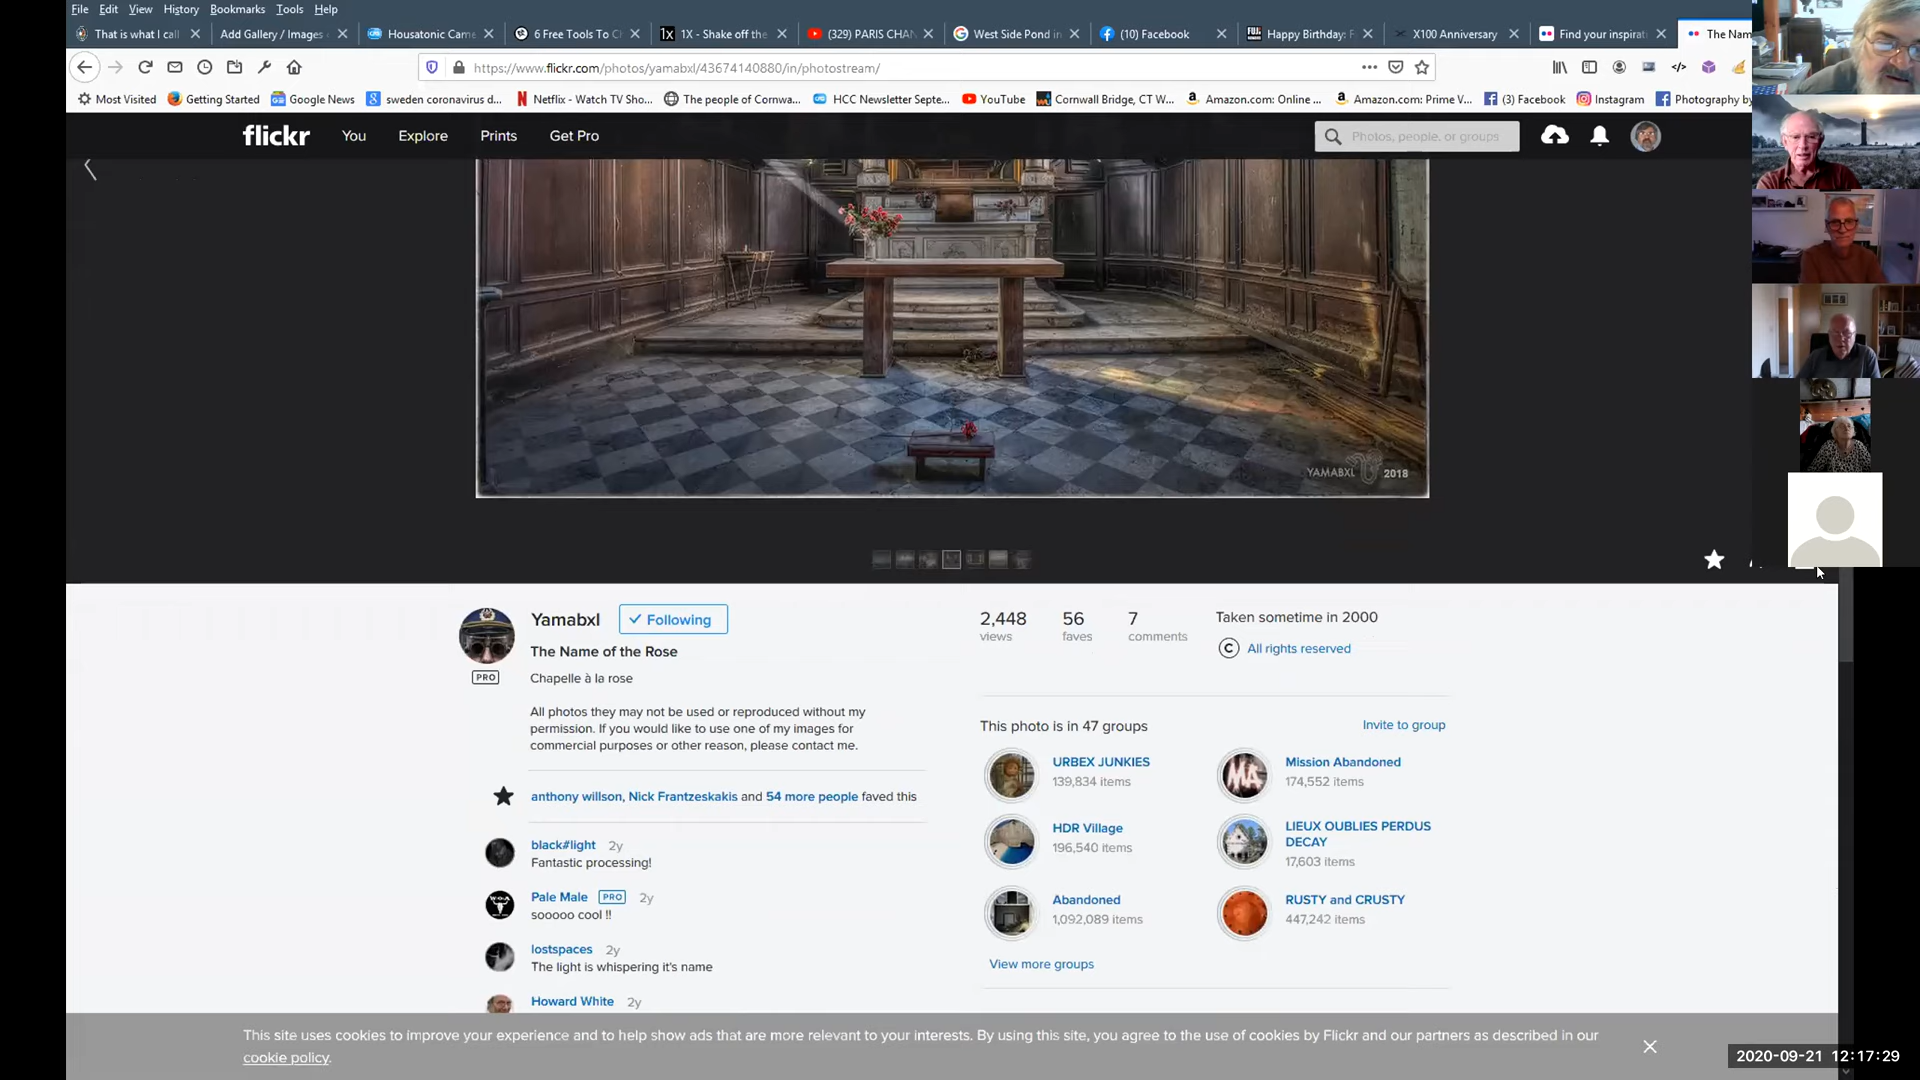 File Edit View History Bookmarks Tools Help
That is what I call
Add Gallery / Images -
Housatonic Came
6 Free Tools To C
1X - Shake off the
(329) PARIS CHAN
West Side Pond in
(10) Facebook
Happy Birthday: F
X100 Anniversary
Find your inspirat
The Nam
https://www.flickr.com/photos/yamabxl/43674140880/in/photostream/
Most Visited
Getting Started
Google News
sweden coronavirus d...
Netflix - Watch TV Sho...
The people of Cornwa...
HCC Newsletter Septe...
YouTube
Cornwall Bridge, CT W...
Amazon.com: Online ...
Amazon.com: Prime V...
(3) Facebook
Instagram
Photography by
flickr You Explore Prints Get Pro
Photos, people, or groups
YAMABXL 2018
Yamabxl Following
PRO
The Name of the Rose
Chapelle à la rose
All photos they may not be used or reproduced without my
permission. If you would like to use one of my images for
commercial purposes or other reason, please contact me.
anthony willson, Nick Frantzeskakis and 54 more people faved this
black#light 2y
Fantastic processing!
Pale Male PRO 2y
sooooo cool !!
lostspaces 2y
The light is whispering it's name
Howard White 2y
2,448 56 7
views faves comments
Taken sometime in 2000
All rights reserved
This photo is in 47 groups Invite to group
URBEX JUNKIES
139,834 items
Mission Abandoned
174,552 items
HDR Village
196,540 items
LIEUX OUBLIES PERDUS
DECAY
17,603 items
Abandoned
1,092,089 items
RUSTY and CRUSTY
447,242 items
View more groups
This site uses cookies to improve your experience and to help show ads that are more relevant to your interests. By using this site, you agree to the use of cookies by Flickr and our partners as described in our
cookie policy.
2020-09-21 12:17:29